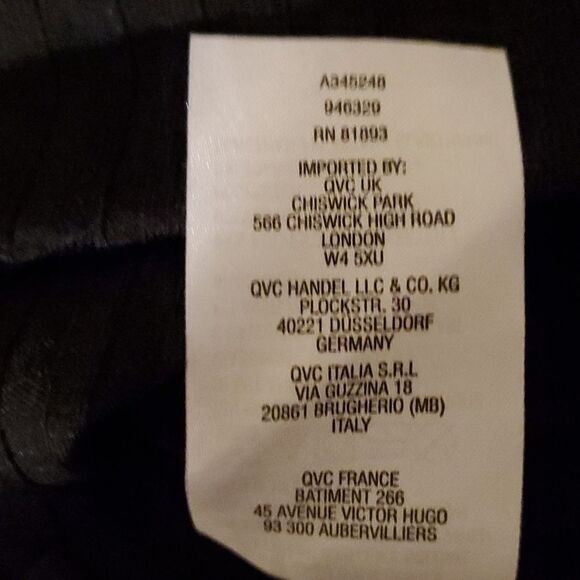 A345248
946329
RN 81893
IMPORTED BY:
QVC UK
CHISWICK PARK
566 CHISWICK HIGH ROAD
LONDON
W4 5XU
QVC HANDEL LLC & CO. KG
PLOCKSTR. 30
40221 DÜSSELDORF
GERMANY
QVC ITALIA S.R.L
VIA GUZZINA 18
20861 BRUGHERIO (MB)
ITALY
QVC FRANCE
BATIMENT 266
45 AVENUE VICTOR HUGO
93 300 AUBERVILLIERS